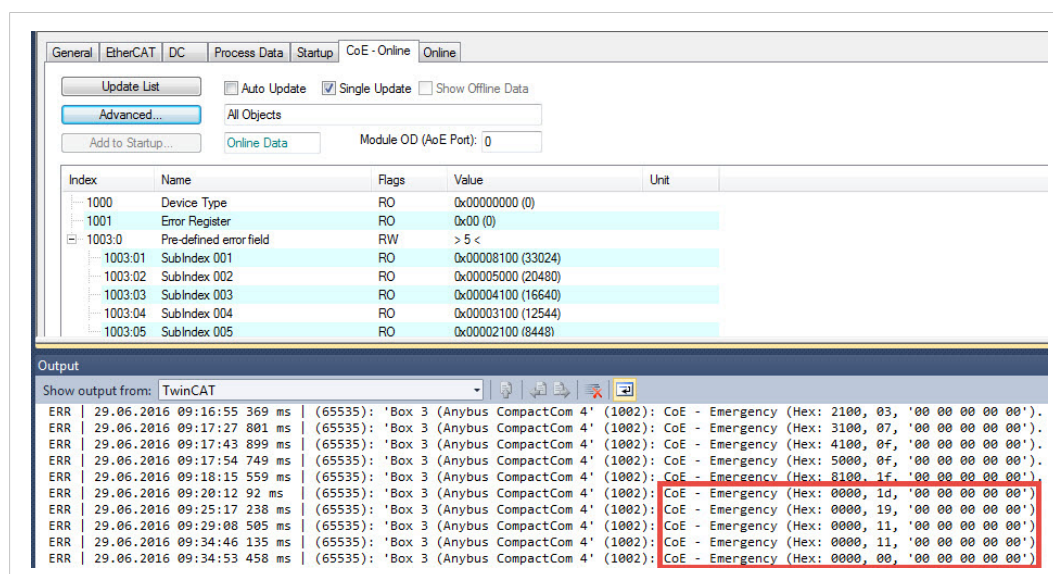 General EtherCAT DC Process Data Startup CoE - Online Online
Update List Auto Update Single Update Show Offline Data
Advanced... All Objects
Add to Startup... Online Data Module OD (AoE Port): 0
Index Name Flags Value Unit
1000 Device Type RO 0x00000000 (0)
1001 Error Register RO 0x00 (0)
1003:0 Pre-defined error field RW > 5 <
1003:01 SubIndex 001 RO 0x00008100 (33024)
1003:02 SubIndex 002 RO 0x00005000 (20480)
1003:03 SubIndex 003 RO 0x00004100 (16640)
1003:04 SubIndex 004 RO 0x00003100 (12544)
1003:05 SubIndex 005 RO 0x00002100 (8448)
Output
Show output from: TwinCAT
ERR | 29.06.2016 09:16:55 369 ms | (65535): 'Box 3 (Anybus CompactCom 4' (1002): CoE - Emergency (Hex: 2100, 03, '00 00 00 00 00').
ERR | 29.06.2016 09:17:27 801 ms | (65535): 'Box 3 (Anybus CompactCom 4' (1002): CoE - Emergency (Hex: 3100, 07, '00 00 00 00 00').
ERR | 29.06.2016 09:17:43 899 ms | (65535): 'Box 3 (Anybus CompactCom 4' (1002): CoE - Emergency (Hex: 4100, 0f, '00 00 00 00 00').
ERR | 29.06.2016 09:17:54 749 ms | (65535): 'Box 3 (Anybus CompactCom 4' (1002): CoE - Emergency (Hex: 5000, 0f, '00 00 00 00 00').
ERR | 29.06.2016 09:18:15 559 ms | (65535): 'Box 3 (Anybus CompactCom 4' (1002): CoE - Emergency (Hex: 8100, 1f, '00 00 00 00 00').
ERR | 29.06.2016 09:20:12 92 ms | (65535): 'Box 3 (Anybus CompactCom 4' (1002): CoE - Emergency (Hex: 0000, 1d, '00 00 00 00 00')
ERR | 29.06.2016 09:25:17 238 ms | (65535): 'Box 3 (Anybus CompactCom 4' (1002): CoE - Emergency (Hex: 0000, 19, '00 00 00 00 00')
ERR | 29.06.2016 09:29:08 505 ms | (65535): 'Box 3 (Anybus CompactCom 4' (1002): CoE - Emergency (Hex: 0000, 11, '00 00 00 00 00')
ERR | 29.06.2016 09:34:46 135 ms | (65535): 'Box 3 (Anybus CompactCom 4' (1002): CoE - Emergency (Hex: 0000, 11, '00 00 00 00 00')
ERR | 29.06.2016 09:34:53 458 ms | (65535): 'Box 3 (Anybus CompactCom 4' (1002): CoE - Emergency (Hex: 0000, 00, '00 00 00 00 00')